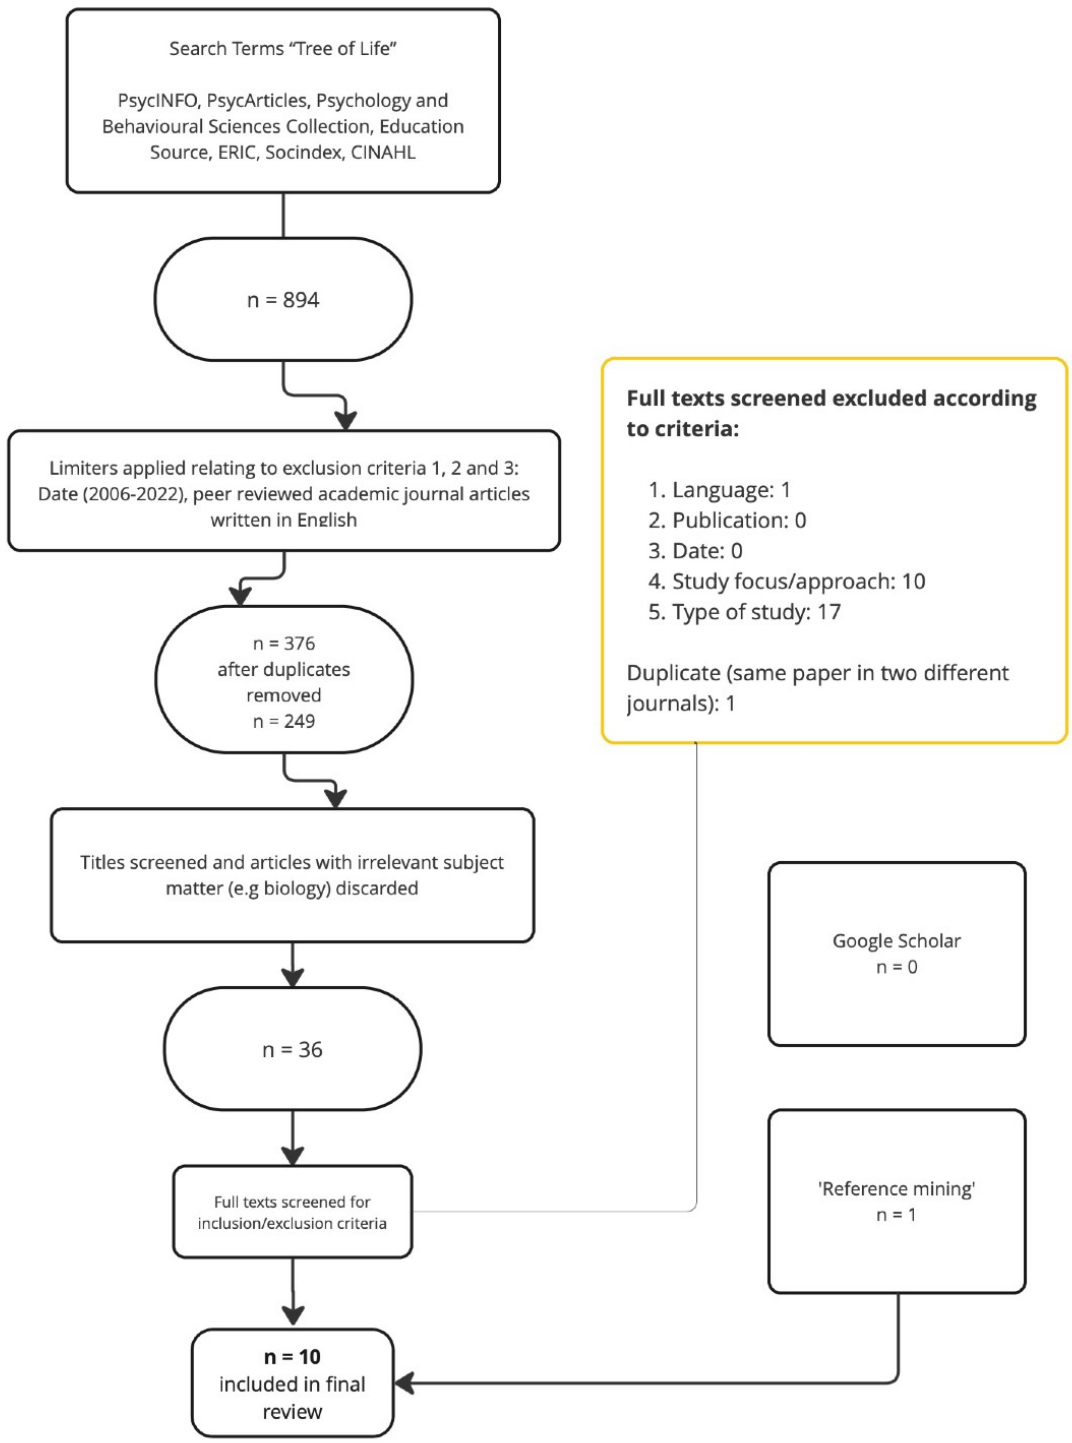 Search Terms “Tree of Life”
PsycINFO, PsycArticles, Psychology and
Behavioural Sciences Collection, Education
Source, ERIC, Socindex, CINAHL
n = 894
Limiters applied relating to exclusion criteria 1, 2 and 3:
Date (2006-2022), peer reviewed academic journal articles
written in English
n = 376
after duplicates
removed
n = 249
Titles screened and articles with irrelevant subject
matter (e.g biology) discarded
n = 36
Full texts screened for
inclusion/exclusion criteria
n = 10
included in final
review
Full texts screened excluded according
to criteria:
1. Language: 1
2. Publication: 0
3. Date: 0
4. Study focus/approach: 10
5. Type of study: 17
Duplicate (same paper in two different
journals): 1
Google Scholar
n = 0
'Reference mining'
n = 1